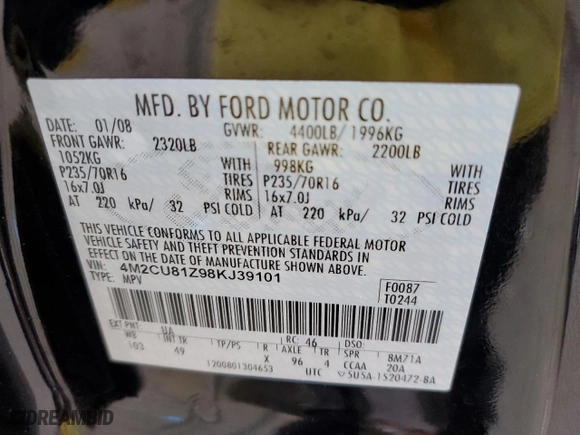 MFD. BY FORD MOTOR CO.
DATE: 01/08 GVWR: 4400LB/ 1996KG
FRONT GAWR: 2320LB REAR GAWR: 2200LB
1052KG WITH 998KG WITH
P235/70R16 TIRES P235/70R16 TIRES
16x7.0J RIMS 16x7.0J RIMS
AT 220 kPa/ 32 PSI COLD AT 220 kPa/ 32 PSI COLD
THIS VEHICLE CONFORMS TO ALL APPLICABLE FEDERAL MOTOR
VEHICLE SAFETY AND THEFT PREVENTION STANDARDS IN
EFFECT ON THE DATE OF MANUFACTURE SHOWN ABOVE.
VIN: 4M2CU81Z98KJ39101 F0087
TYPE: MPV T0244
EXT PNT: UA RC: 46 DSO:
WB INT TR TP/PS R AXLE TR SPR 8M71A
103 49 X 96 4 CCAA 20A
1200801304653 UTC 5USA-1520472-BA
IDREAMBID